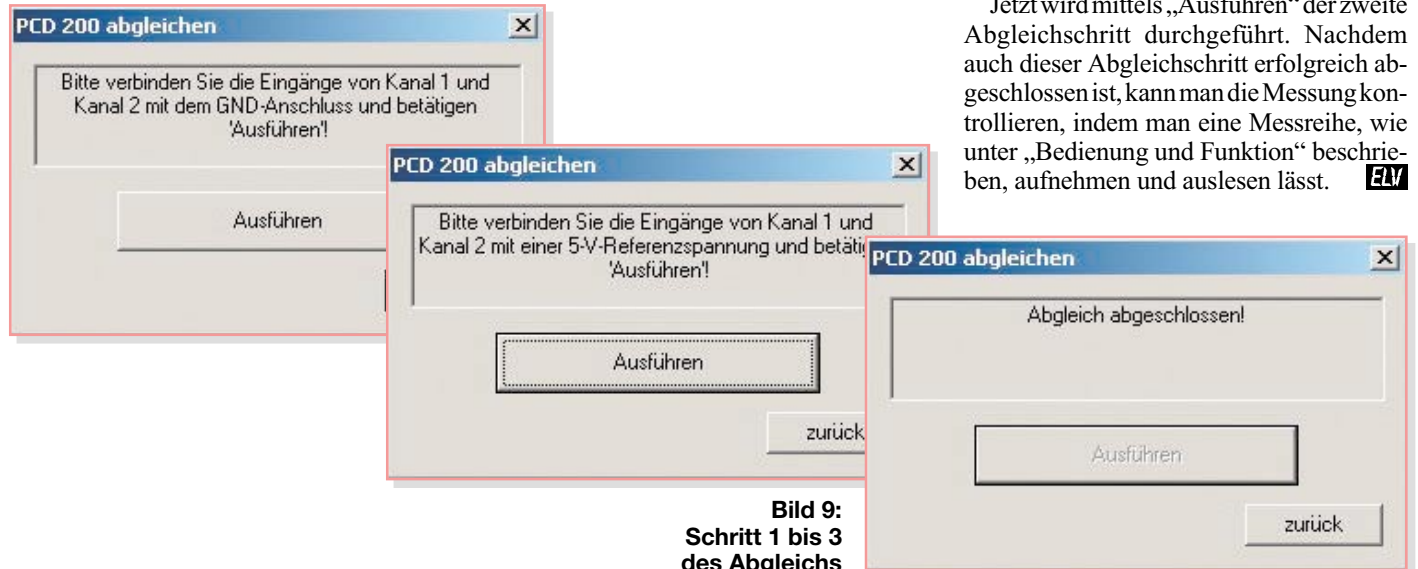 PCD 200 abgleichen
Bitte verbinden Sie die Eingänge von Kanal 1 und
Kanal 2 mit dem GND-Anschluss und betätigen
'Ausführen'!
Ausführen
PCD 200 abgleichen
Bitte verbinden Sie die Eingänge von Kanal 1 und
Kanal 2 mit einer 5-V-Referenzspannung und
'Ausführen'!
Ausführen
zurück
PCD 200 abgleichen
Abgleich abgeschlossen!
Ausführen
zurück
Bild 9:
Schritt 1 bis 3
des Abgleichs
Jetzt wird mittels „Ausführen“ der zweite
Abgleichschritt durchgeführt. Nachdem
auch dieser Abgleichschritt erfolgreich ab-
geschlossen ist, kann man die Messung kon-
trollieren, indem man eine Messreihe, wie
unter „Bedienung und Funktion“ beschrie-
ben, aufnehmen und auslesen lässt. ELV